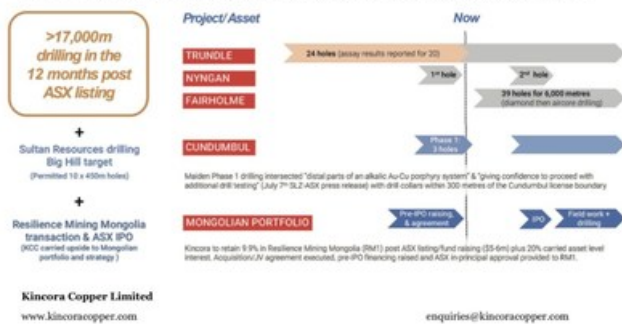 Project/Asset
Now
>17,000m
drilling in the
12 months post
ASX listing
TRUNDLE
24 holes (assay results reported for 20)
NYNGAN
1st hole
2nd hole
FAIRHOLME
39 holes for 6,000 metres
(diamond then aircore drilling)
+
Sultan Resources drilling
Big Hill target
(Permitted 10 x 450m holes)
CUNDUMBUL
Phase 1:
3 holes
Maiden Phase 1 drilling intersected "distal parts of an alkalic Au-Cu porphyry system" & "giving confidence to proceed with
additional drill testing" (July 7th SLZ-ASX press release) with drill collars within 300 metres of the Cundumbul license boundary
+
Resilience Mining Mongolia
transaction & ASX IPO
(KCC carried upside to Mongolian
portfolio and strategy )
MONGOLIAN PORTFOLIO
Pre-IPO raising,
& agreement
IPO
Field work +
drilling
Kincora to retain 9.9% in Resilience Mining Mongolia (RM1) post ASX listing/fund raising ($5-6m) plus 20% carried asset level
interest. Acquisition/JV agreement executed, pre-IPO financing raised and ASX in-principal approval provided to RM1.
Kincora Copper Limited
www.kincoracopper.com
enquiries@kincoracopper.com